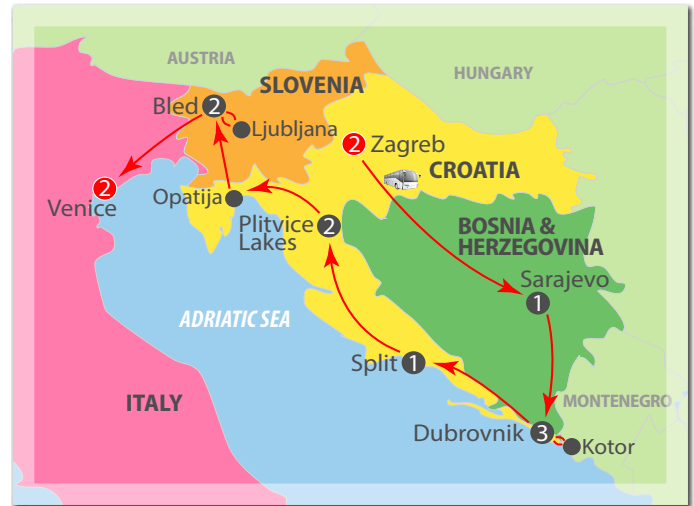 AUSTRIA
HUNGARY
SLOVENIA
Bled 2
Ljubljana
2 Zagreb
CROATIA
2
Venice
Opatija
Plitvice 2
Lakes
BOSNIA &
HERZEGOVINA
Sarajevo
1
ADRIATIC SEA
Split 1
ITALY
MONTENEGRO
Dubrovnik 3
Kotor